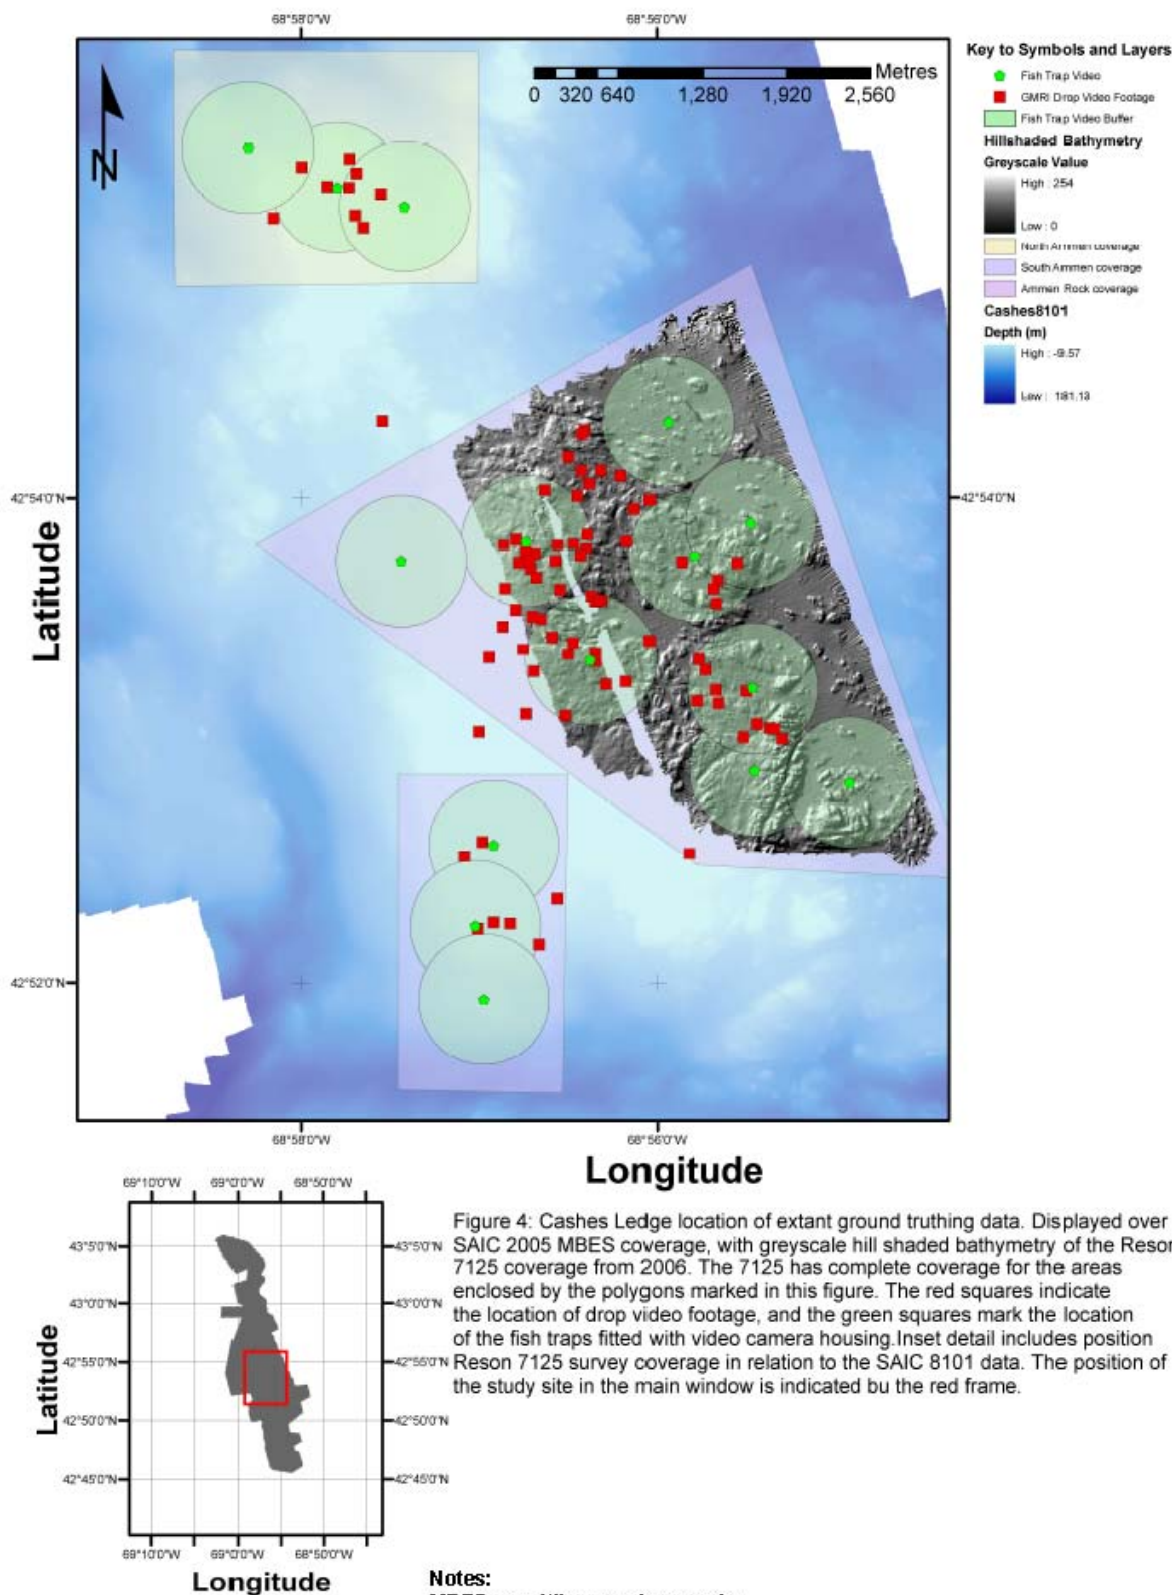 68°58'0"W 68°56'0"W
Key to Symbols and Layers
Fish Trap Video
GMRI Drop Video Footage
Fish Trap Video Buffer
Hillshaded Bathymetry
Greyscale Value
High : 254
Low : 0
North Ammen coverage
South Ammen coverage
Ammen Rock coverage
Cashes8101
Depth (m)
High : -9.57
Low : 181.13
Metres
0 320 640 1,280 1,920 2,560
N
42°54'0"N 42°54'0"N
Latitude
42°52'0"N
68°58'0"W 68°56'0"W
Longitude
69°10'0"W 69°0'0"W 68°50'0"W
43°5'0"N 43°5'0"N
43°0'0"N 43°0'0"N
42°55'0"N 42°55'0"N
42°50'0"N 42°50'0"N
42°45'0"N 42°45'0"N
Latitude
69°10'0"W 69°0'0"W 68°50'0"W
Longitude
Figure 4: Cashes Ledge location of extant ground truthing data. Displayed over
SAIC 2005 MBES coverage, with greyscale hill shaded bathymetry of the Reson
7125 coverage from 2006. The 7125 has complete coverage for the areas
enclosed by the polygons marked in this figure. The red squares indicate
the location of drop video footage, and the green squares mark the location
of the fish traps fitted with video camera housing.Inset detail includes position
Reson 7125 survey coverage in relation to the SAIC 8101 data. The position of
the study site in the main window is indicated bu the red frame.
Notes: